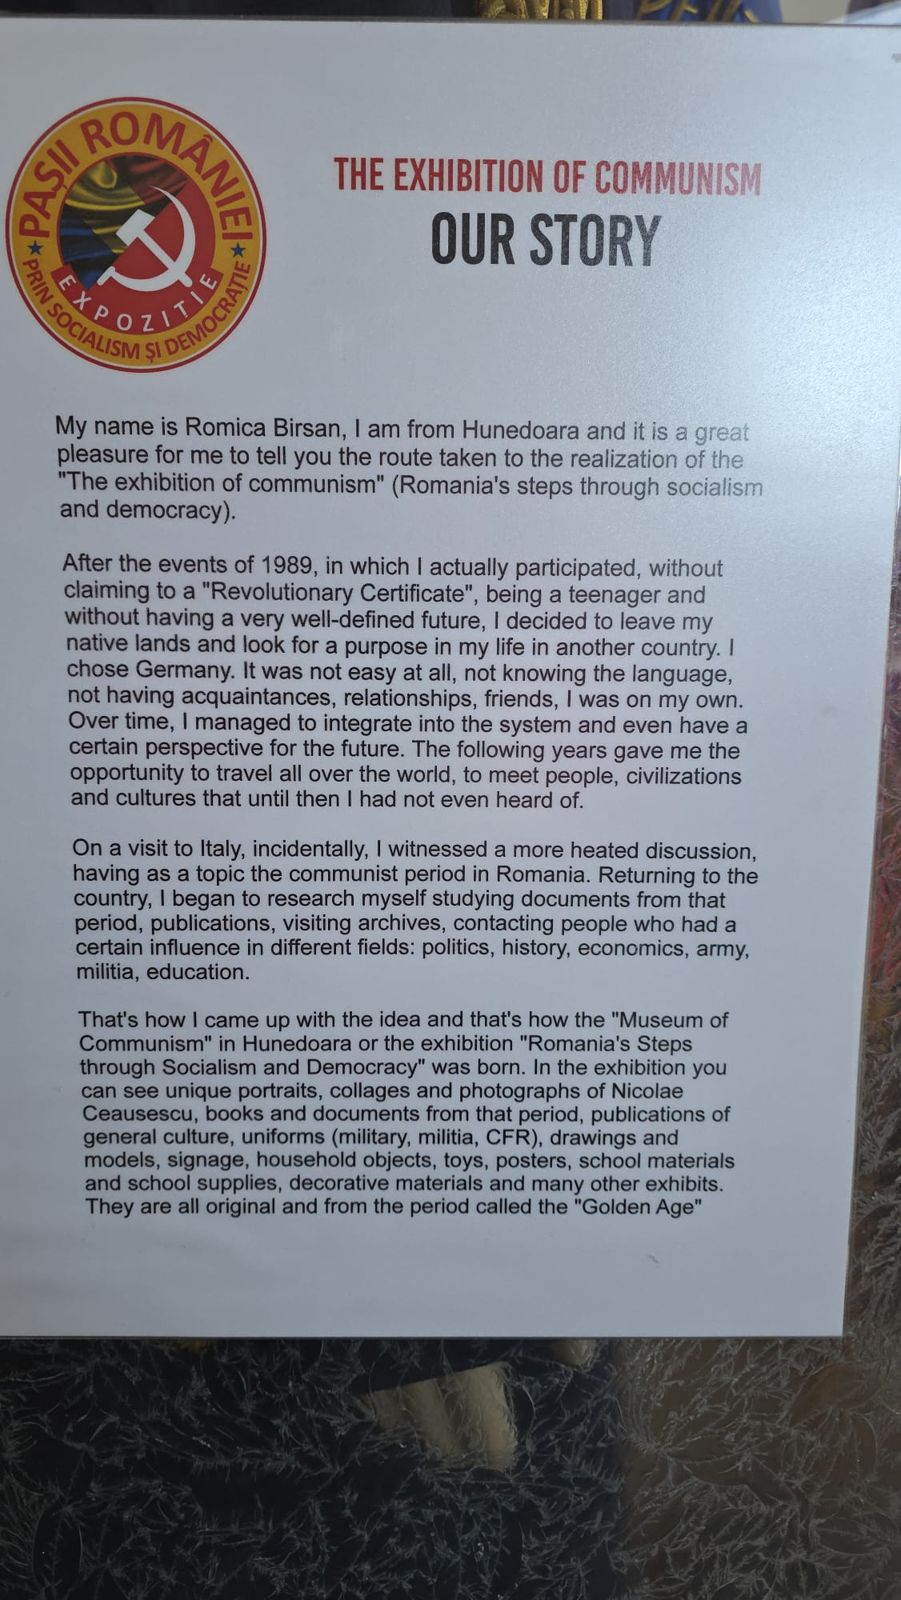 PAȘII ROMÂNIEI
EXPOZIȚIE
PRIN SOCIALISM ȘI DEMOCRAȚIE
THE EXHIBITION OF COMMUNISM
OUR STORY
My name is Romica Birsan, I am from Hunedoara and it is a great
pleasure for me to tell you the route taken to the realization of the
"The exhibition of communism" (Romania's steps through socialism
and democracy).
After the events of 1989, in which I actually participated, without
claiming to a "Revolutionary Certificate", being a teenager and
without having a very well-defined future, I decided to leave my
native lands and look for a purpose in my life in another country. I
chose Germany. It was not easy at all, not knowing the language,
not having acquaintances, relationships, friends, I was on my own.
Over time, I managed to integrate into the system and even have a
certain perspective for the future. The following years gave me the
opportunity to travel all over the world, to meet people, civilizations
and cultures that until then I had not even heard of.
On a visit to Italy, incidentally, I witnessed a more heated discussion,
having as a topic the communist period in Romania. Returning to the
country, I began to research myself studying documents from that
period, publications, visiting archives, contacting people who had a
certain influence in different fields: politics, history, economics, army,
militia, education.
That's how I came up with the idea and that's how the "Museum of
Communism" in Hunedoara or the exhibition "Romania's Steps
through Socialism and Democracy" was born. In the exhibition you
can see unique portraits, collages and photographs of Nicolae
Ceausescu, books and documents from that period, publications of
general culture, uniforms (military, militia, CFR), drawings and
models, signage, household objects, toys, posters, school materials
and school supplies, decorative materials and many other exhibits.
They are all original and from the period called the "Golden Age"